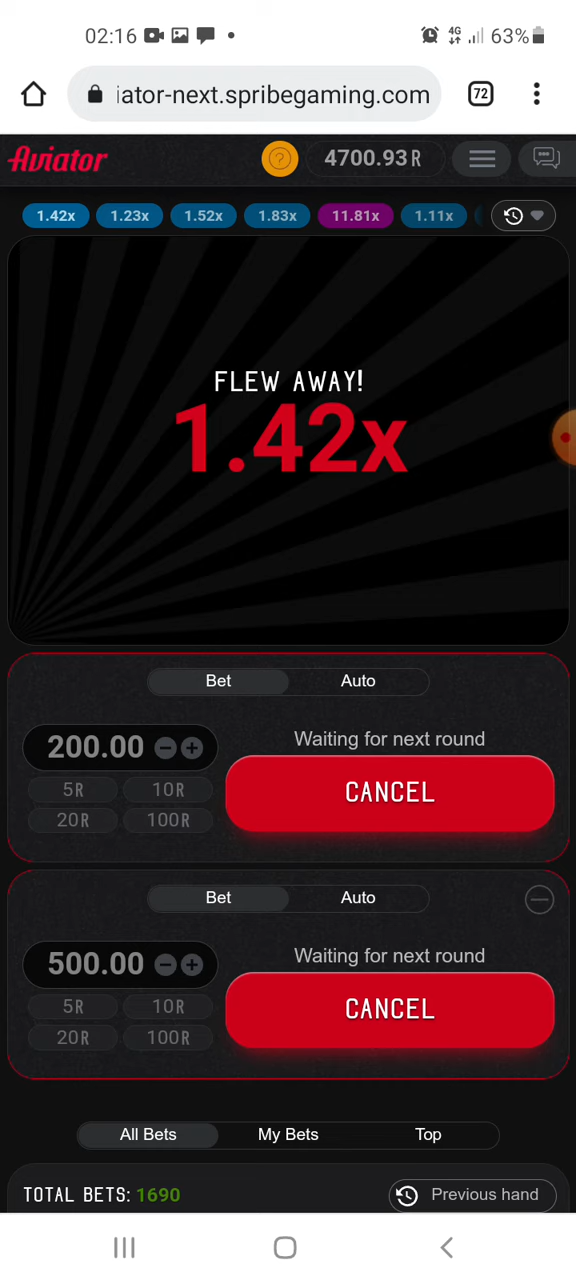 02:16 4G 63%
iator-next.spribegaming.com 72
Aviator ? 4700.93R
1.42x 1.23x 1.52x 1.83x 11.81x 1.11x
FLEW AWAY!
1.42x
Bet Auto
200.00 Waiting for next round
5R 10R CANCEL
20R 100R
Bet Auto
500.00 Waiting for next round
5R 10R CANCEL
20R 100R
All Bets My Bets Top
TOTAL BETS: 1690 Previous hand